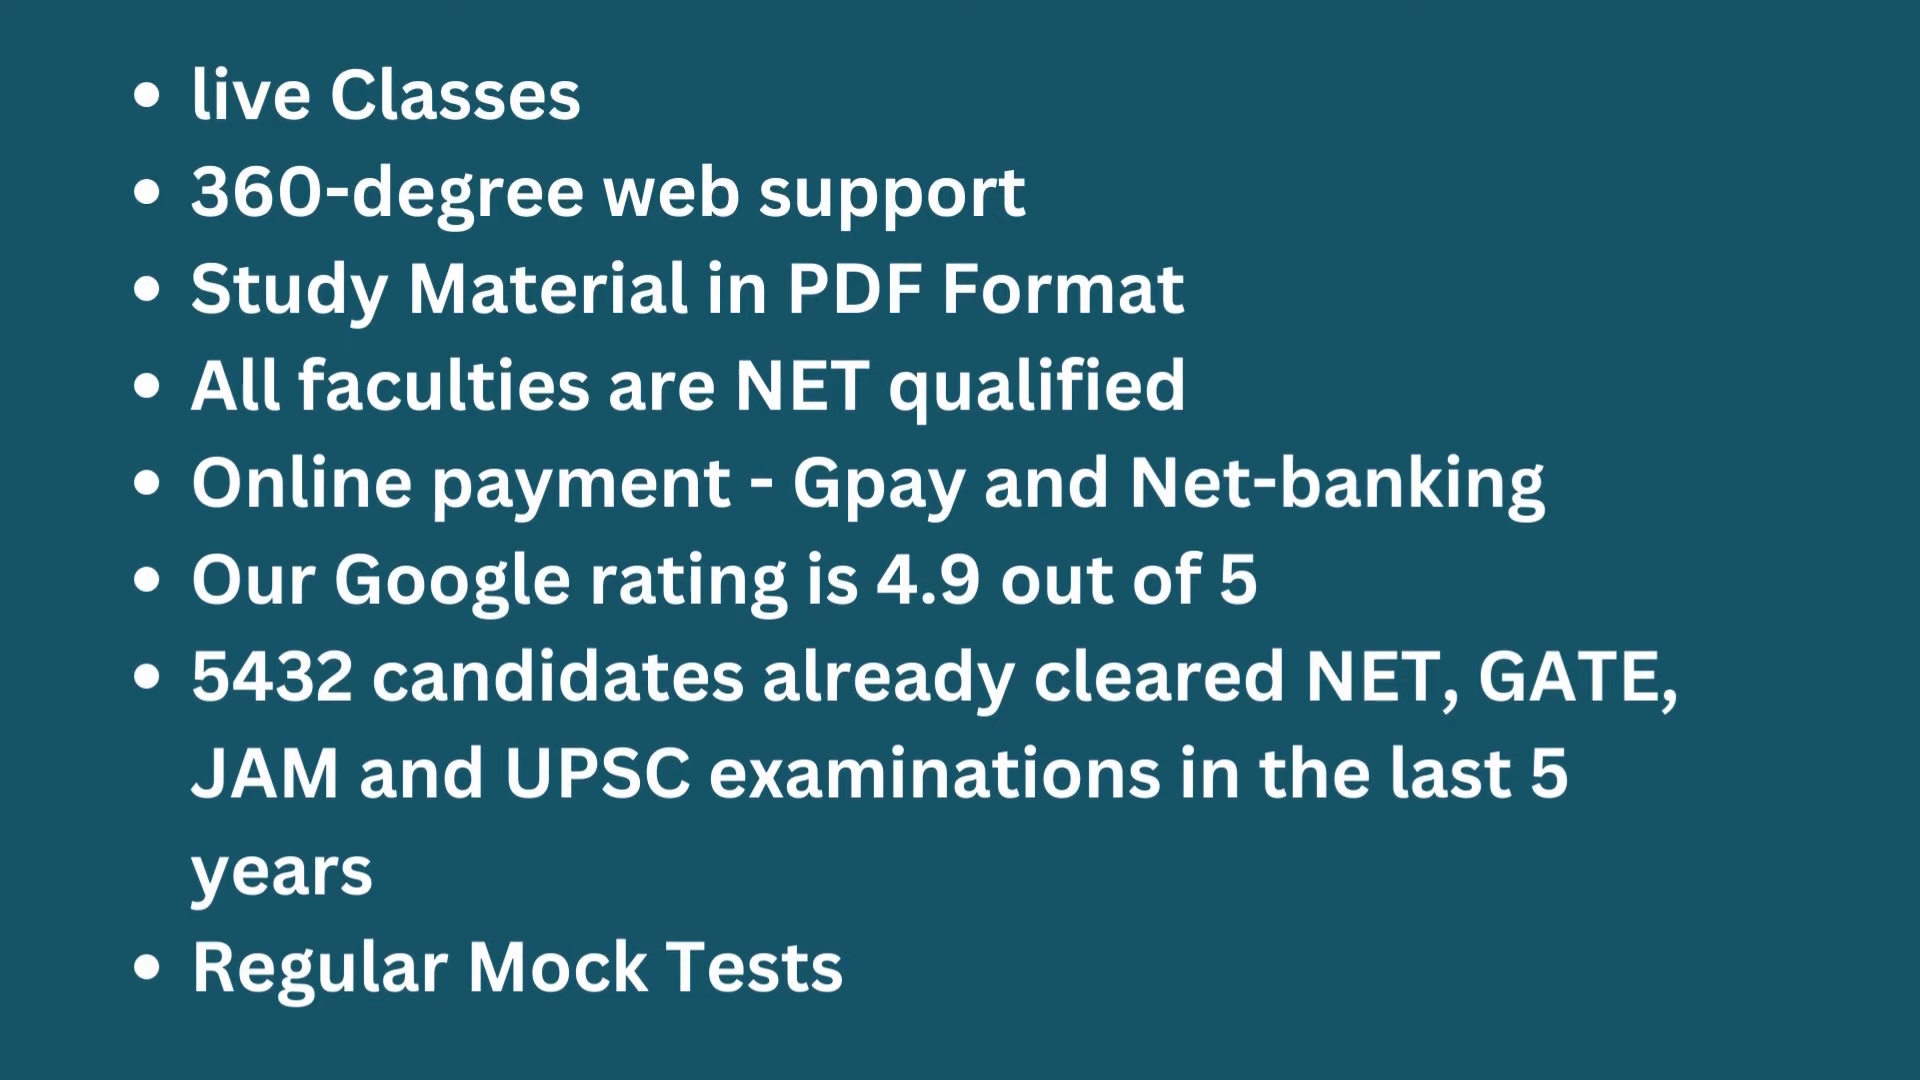 • live Classes
• 360-degree web support
• Study Material in PDF Format
• All faculties are NET qualified
• Online payment - Gpay and Net-banking
• Our Google rating is 4.9 out of 5
• 5432 candidates already cleared NET, GATE,
JAM and UPSC examinations in the last 5
years
• Regular Mock Tests